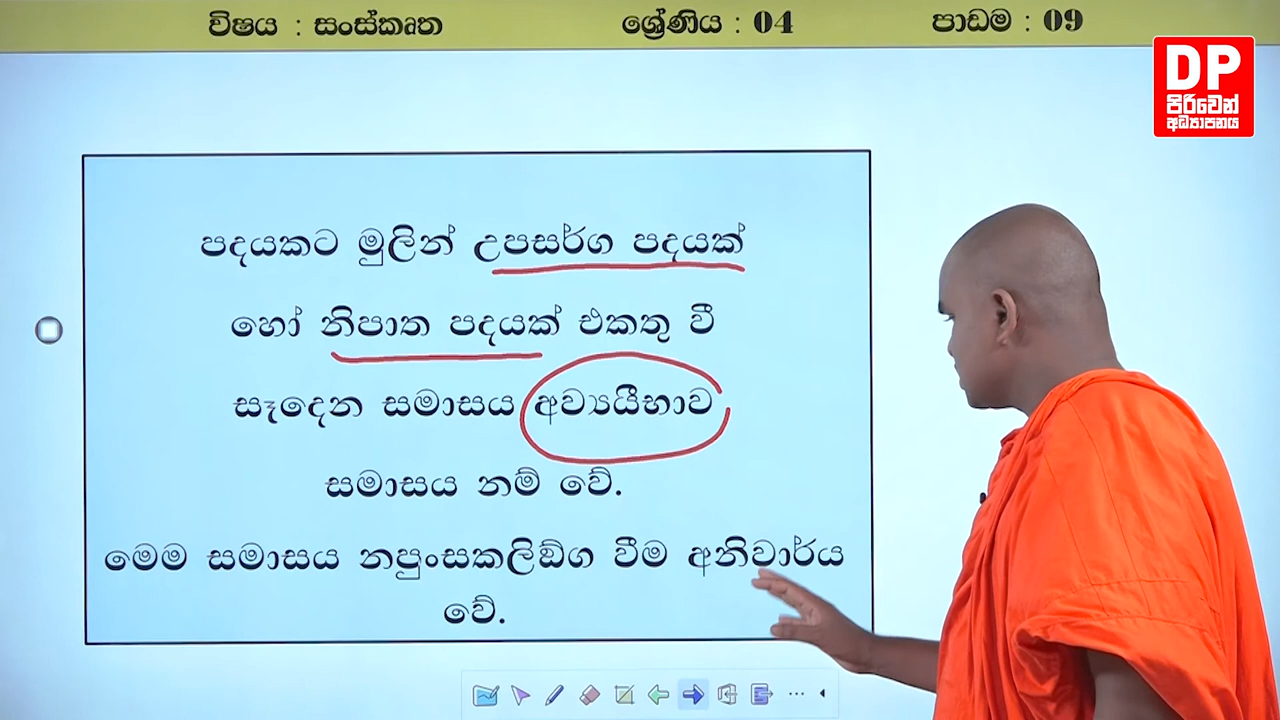 විෂය : සංස්කෘත ශ්‍රේණිය : 04 පාඩම : 09
DP
පිරිවෙන්
අධ්‍යාපනය
පදයකට මුලින් උපසර්ග පදයක්
හෝ නිපාත පදයක් එකතු වී
සෑදෙන සමාසය අව්‍යයීභාව
සමාසය නම් වේ.
මෙම සමාසය නපුංසකලිඞ්ග වීම අනිවාර්ය
වේ.